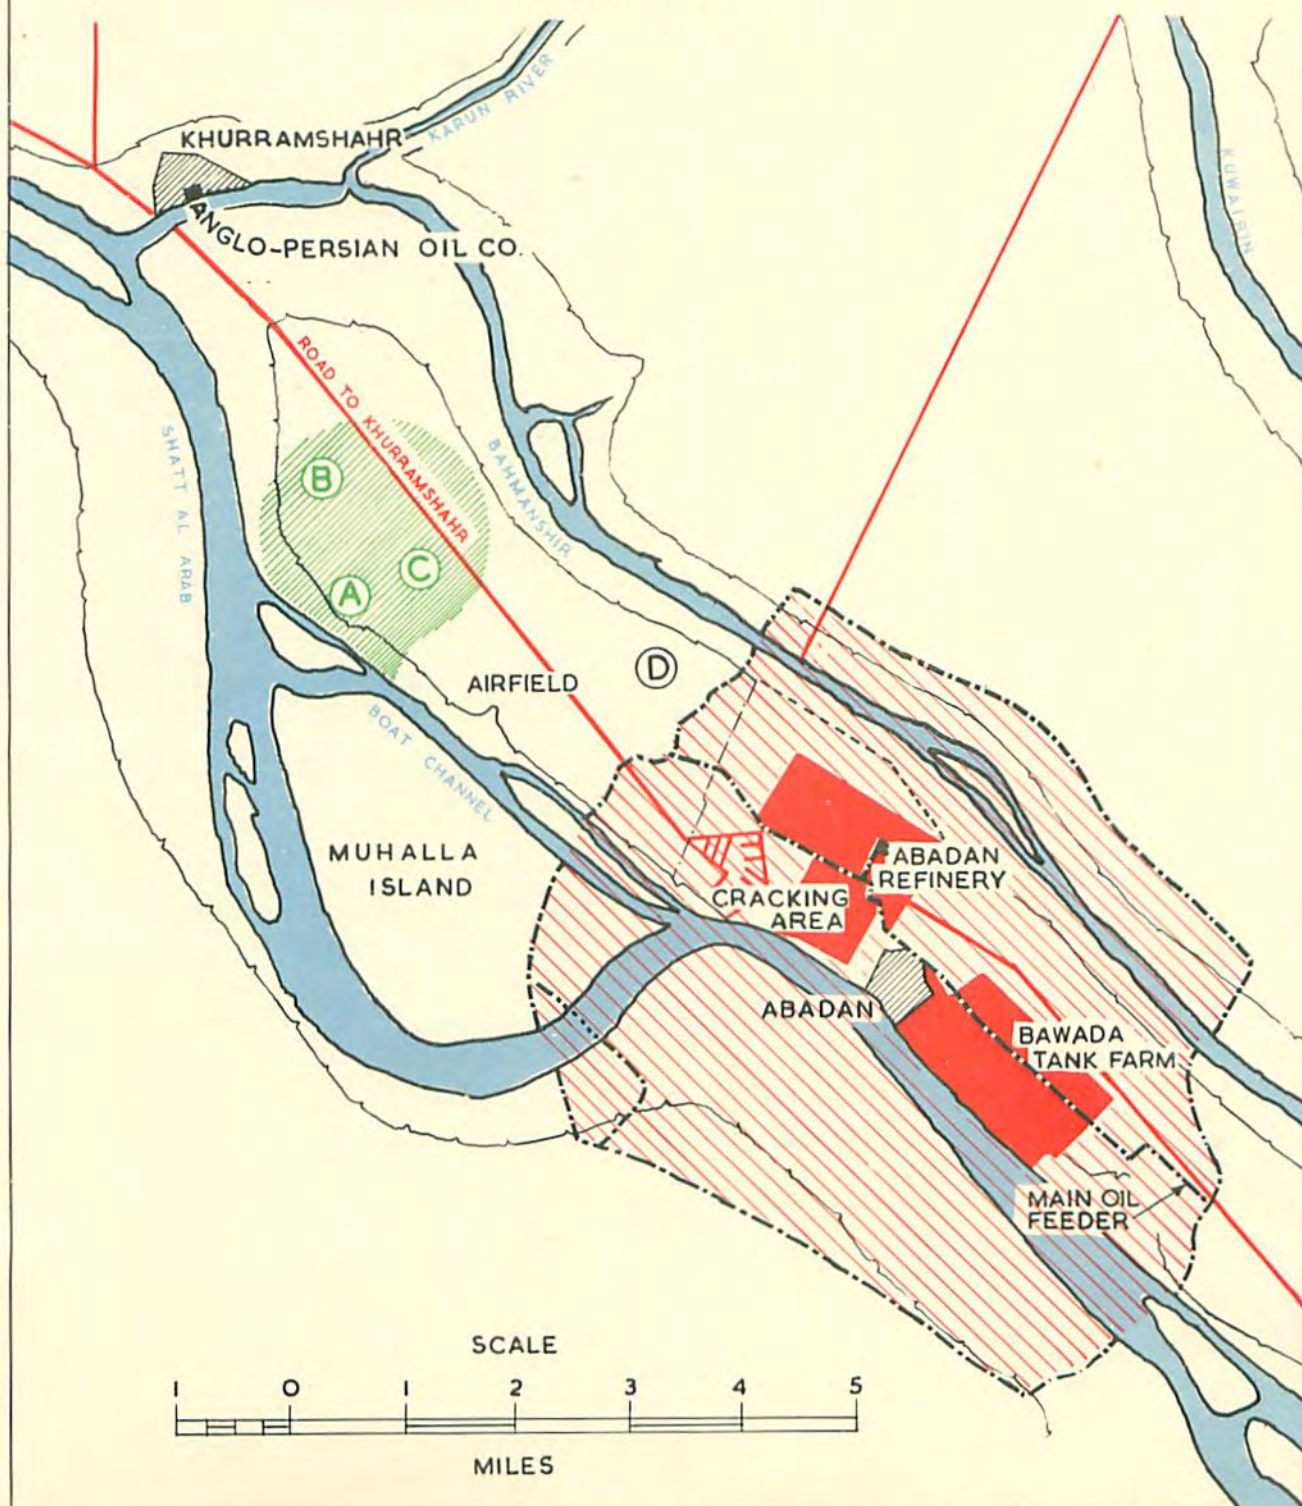 KARUN RIVER
KHURRAMSHAHR
ANGLO-PERSIAN OIL CO.
KUWAIRIN
ROAD TO KHURRAMSHAHR
SHATT AL ARAB
BAHMANSHIR
B
C
A
D
AIRFIELD
BOAT CHANNEL
MUHALLA
ISLAND
ABADAN
REFINERY
CRACKING
AREA
ABADAN
BAWADA
TANK FARM
MAIN OIL
FEEDER
SCALE
1 0 1 2 3 4 5
MILES